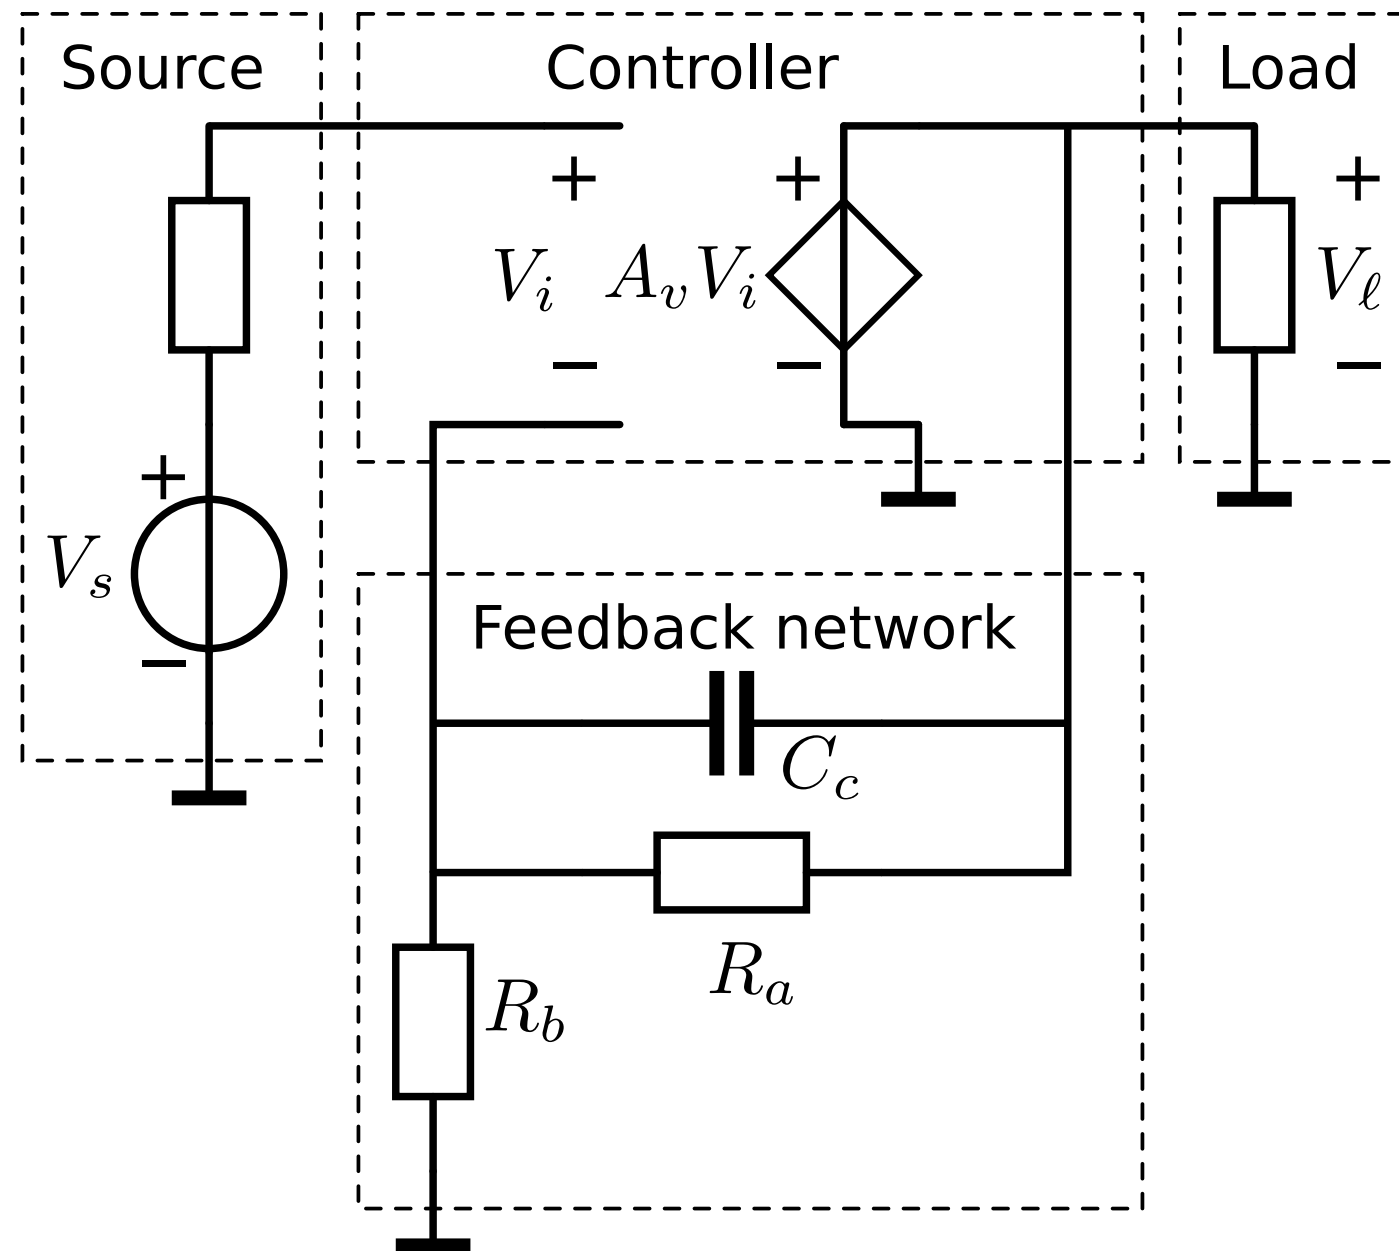 Source
Controller
Load
+
+
+
V_i
A_vV_i
V_ℓ
−
−
−
+
V_s
−
Feedback network
C_c
R_a
R_b